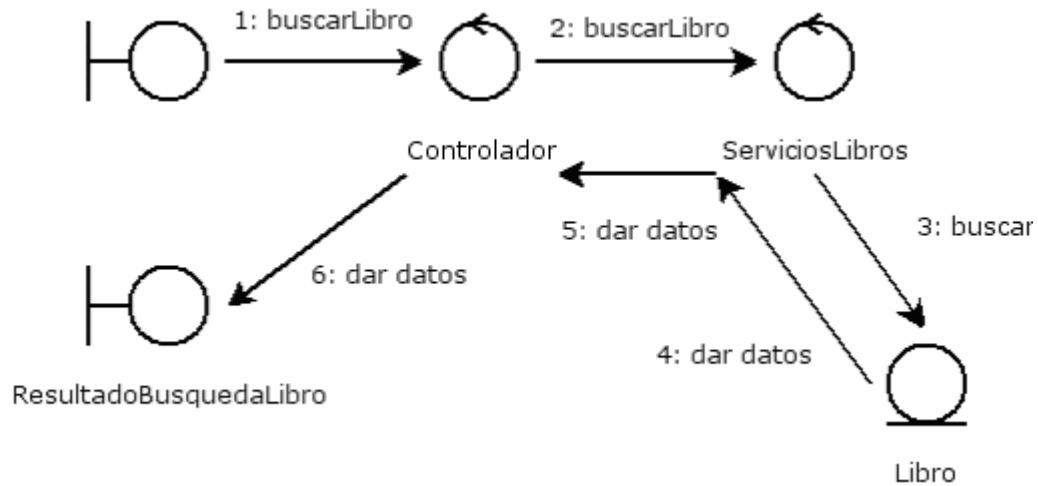 1: buscarLibro
2: buscarLibro
Controlador
ServiciosLibros
3: buscar
5: dar datos
6: dar datos
4: dar datos
ResultadoBusquedaLibro
Libro